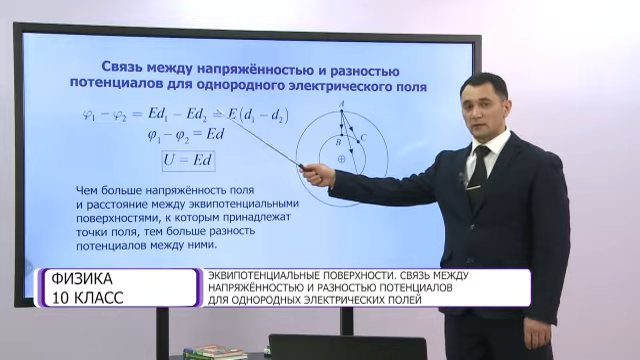 Связь между напряжённостью и разностью
потенциалов для однородного электрического поля
φ₁ − φ₂ = Ed₁ − Ed₂ = E(d₁ − d₂)
φ₁ − φ₂ = Ed
U = Ed
A
B
C
⊕
Чем больше напряжённость поля
и расстояние между эквипотенциальными
поверхностями, к которым принадлежат
точки поля, тем больше разность
потенциалов между ними.
ФИЗИКА
10 КЛАСС
ЭКВИПОТЕНЦИАЛЬНЫЕ ПОВЕРХНОСТИ. СВЯЗЬ МЕЖДУ
НАПРЯЖЁННОСТЬЮ И РАЗНОСТЬЮ ПОТЕНЦИАЛОВ
ДЛЯ ОДНОРОДНЫХ ЭЛЕКТРИЧЕСКИХ ПОЛЕЙ